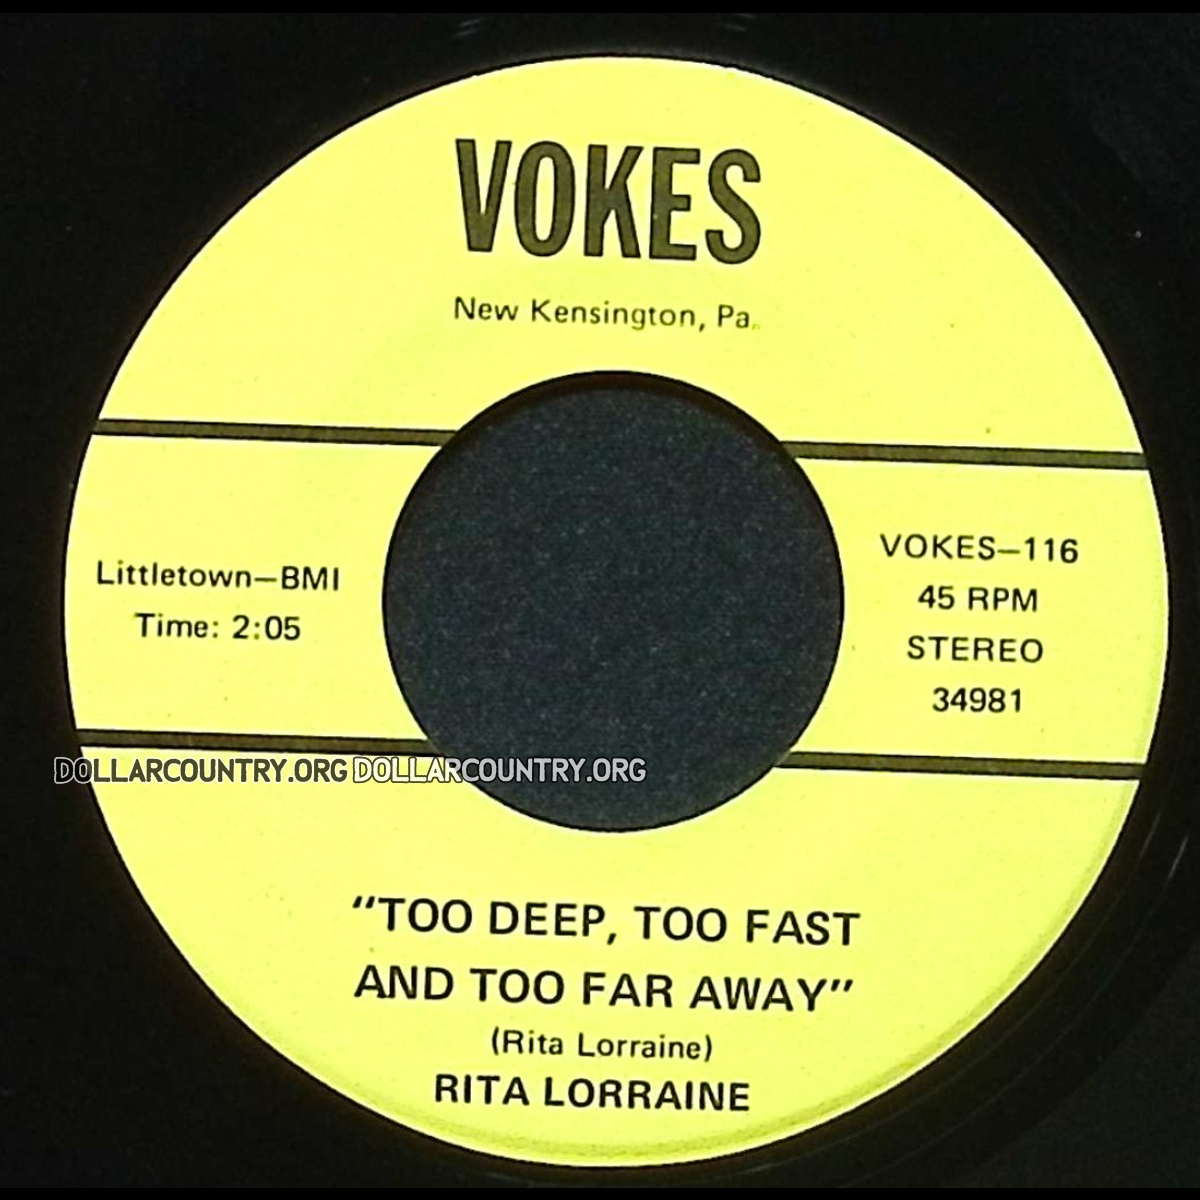 VOKES
New Kensington, Pa.
Littletown—BMI
Time: 2:05
VOKES—116
45 RPM
STEREO
34981
DOLLARCOUNTRY.ORG DOLLARCOUNTRY.ORG
"TOO DEEP, TOO FAST
AND TOO FAR AWAY"
(Rita Lorraine)
RITA LORRAINE